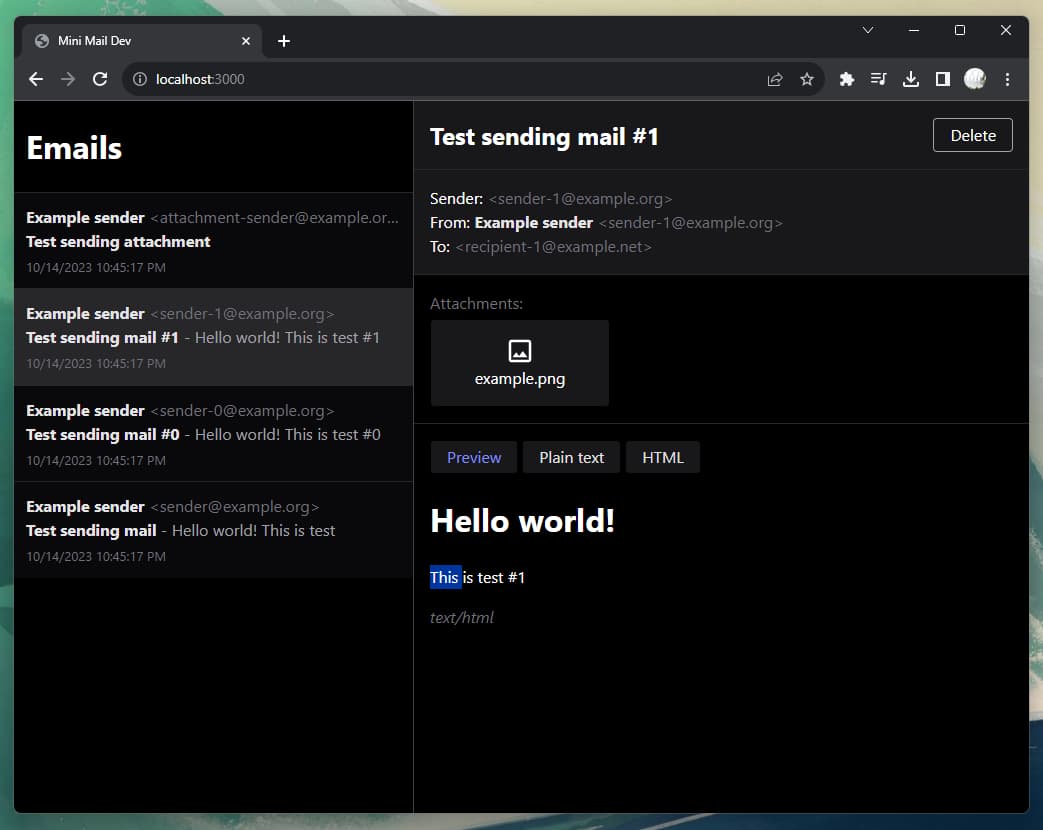 Mini Mail Dev
localhost:3000
Emails
Example sender <attachment-sender@example.or...
Test sending attachment
10/14/2023 10:45:17 PM
Example sender <sender-1@example.org>
Test sending mail #1 - Hello world! This is test #1
10/14/2023 10:45:17 PM
Example sender <sender-0@example.org>
Test sending mail #0 - Hello world! This is test #0
10/14/2023 10:45:17 PM
Example sender <sender@example.org>
Test sending mail - Hello world! This is test
10/14/2023 10:45:17 PM
Test sending mail #1
Delete
Sender: <sender-1@example.org>
From: Example sender <sender-1@example.org>
To: <recipient-1@example.net>
Attachments:
example.png
Preview Plain text HTML
Hello world!
This is test #1
text/html